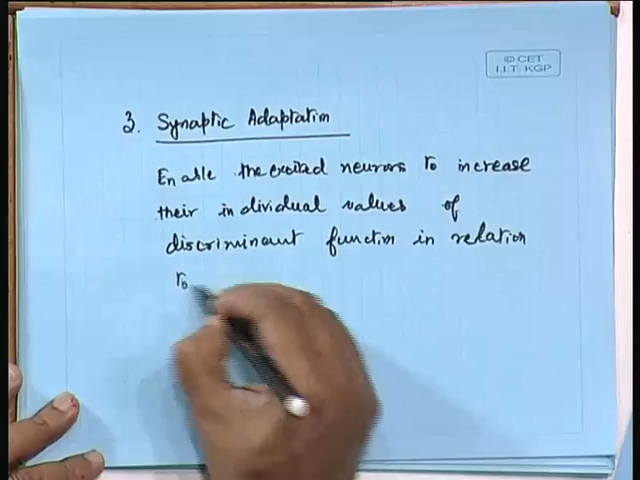 © CET
I.I.T. KGP
3. Synaptic Adaptation
Enable the excited neurons to increase
their individual values of
discriminant function in relation
to